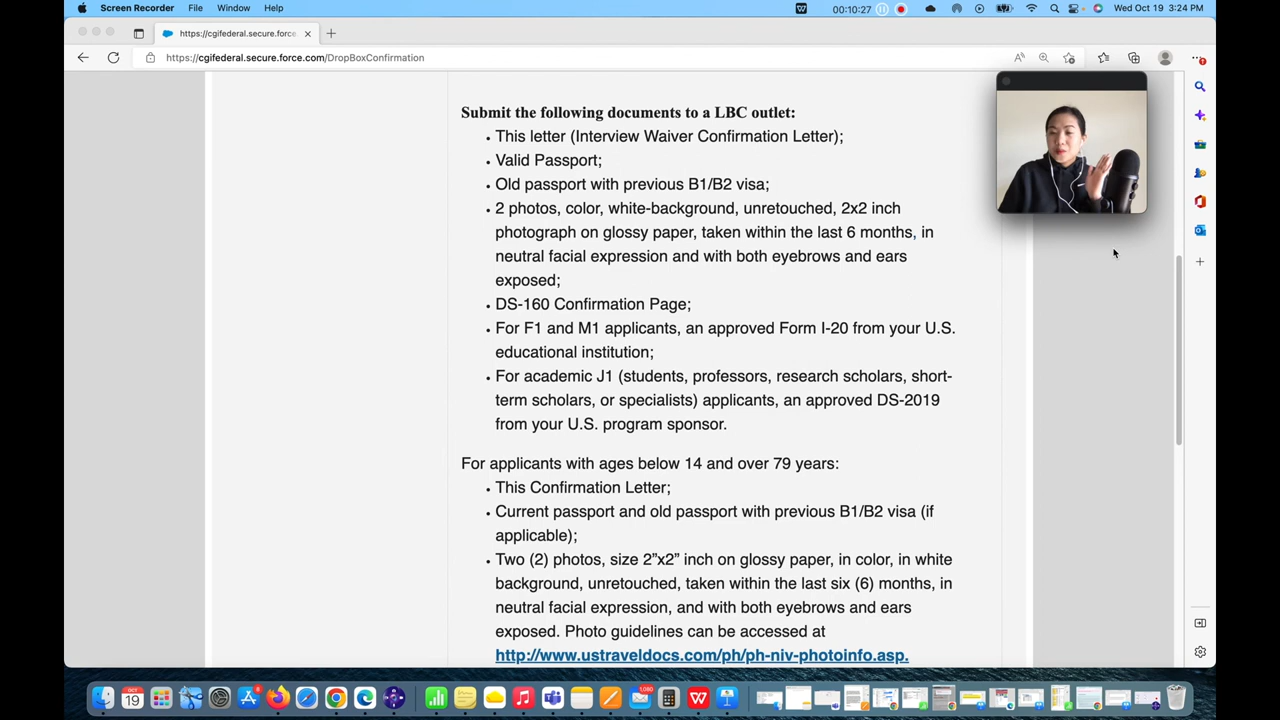 Screen Recorder File Window Help 00:10:27 Wed Oct 19 3:24 PM
https://cgifederal.secure.force.
https://cgifederal.secure.force.com/DropBoxConfirmation
Submit the following documents to a LBC outlet:
• This letter (Interview Waiver Confirmation Letter);
• Valid Passport;
• Old passport with previous B1/B2 visa;
• 2 photos, color, white-background, unretouched, 2x2 inch
photograph on glossy paper, taken within the last 6 months, in
neutral facial expression and with both eyebrows and ears
exposed;
• DS-160 Confirmation Page;
• For F1 and M1 applicants, an approved Form I-20 from your U.S.
educational institution;
• For academic J1 (students, professors, research scholars, short-
term scholars, or specialists) applicants, an approved DS-2019
from your U.S. program sponsor.
For applicants with ages below 14 and over 79 years:
• This Confirmation Letter;
• Current passport and old passport with previous B1/B2 visa (if
applicable);
• Two (2) photos, size 2”x2” inch on glossy paper, in color, in white
background, unretouched, taken within the last six (6) months, in
neutral facial expression, and with both eyebrows and ears
exposed. Photo guidelines can be accessed at
http://www.ustraveldocs.com/ph/ph-niv-photoinfo.asp.